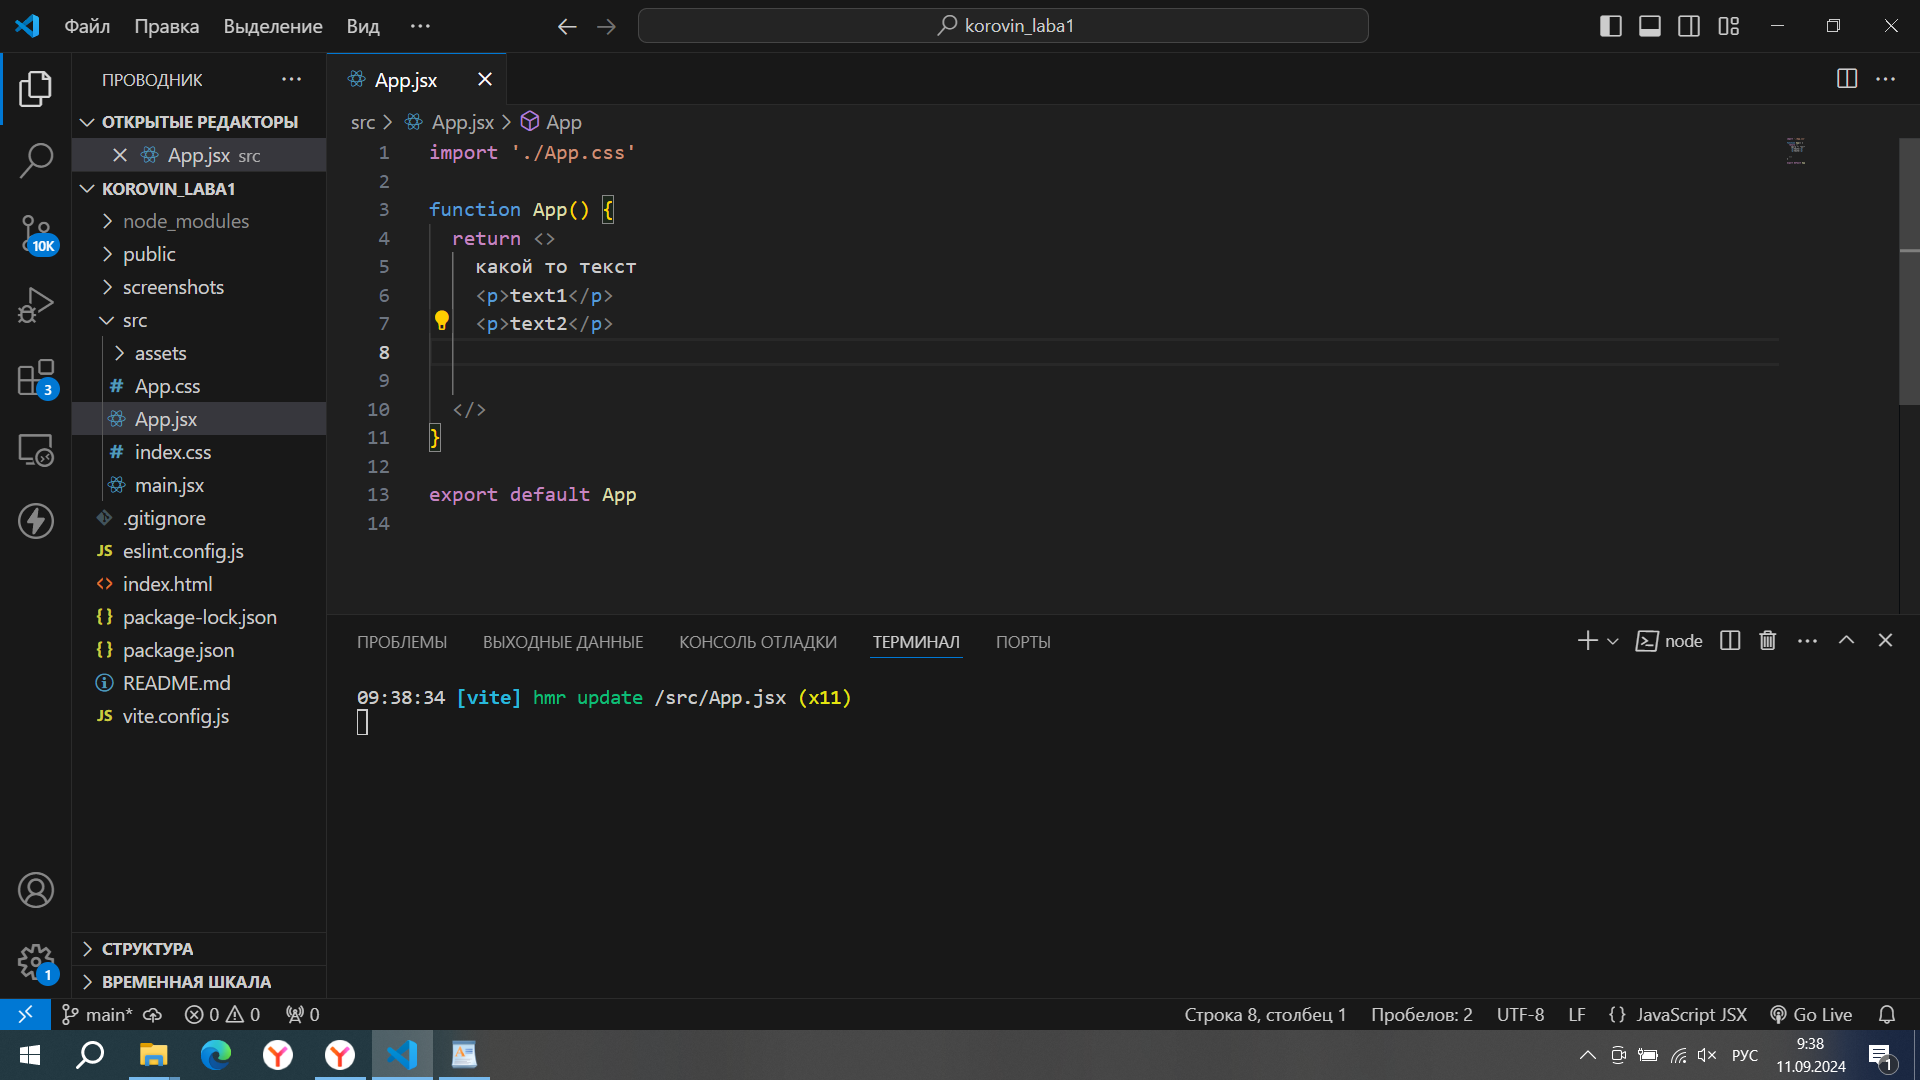 Файл Правка Выделение Вид ··· korovin_laba1
ПРОВОДНИК ···
ОТКРЫТЫЕ РЕДАКТОРЫ
App.jsx src
KOROVIN_LABA1
node_modules
public
screenshots
src
assets
# App.css
App.jsx
# index.css
main.jsx
.gitignore
JS eslint.config.js
<> index.html
{} package-lock.json
{} package.json
README.md
JS vite.config.js
СТРУКТУРА
ВРЕМЕННАЯ ШКАЛА
10K
3
1
App.jsx
src > App.jsx > App
1 import './App.css'
2
3 function App() {
4 return <>
5 какой то текст
6 <p>text1</p>
7 <p>text2</p>
8
9
10 </>
11 }
12
13 export default App
14
ПРОБЛЕМЫ ВЫХОДНЫЕ ДАННЫЕ КОНСОЛЬ ОТЛАДКИ ТЕРМИНАЛ ПОРТЫ node
09:38:34 [vite] hmr update /src/App.jsx (x11)
main* 0 0 0 Строка 8, столбец 1 Пробелов: 2 UTF-8 LF {} JavaScript JSX Go Live
РУС 9:38
11.09.2024 1